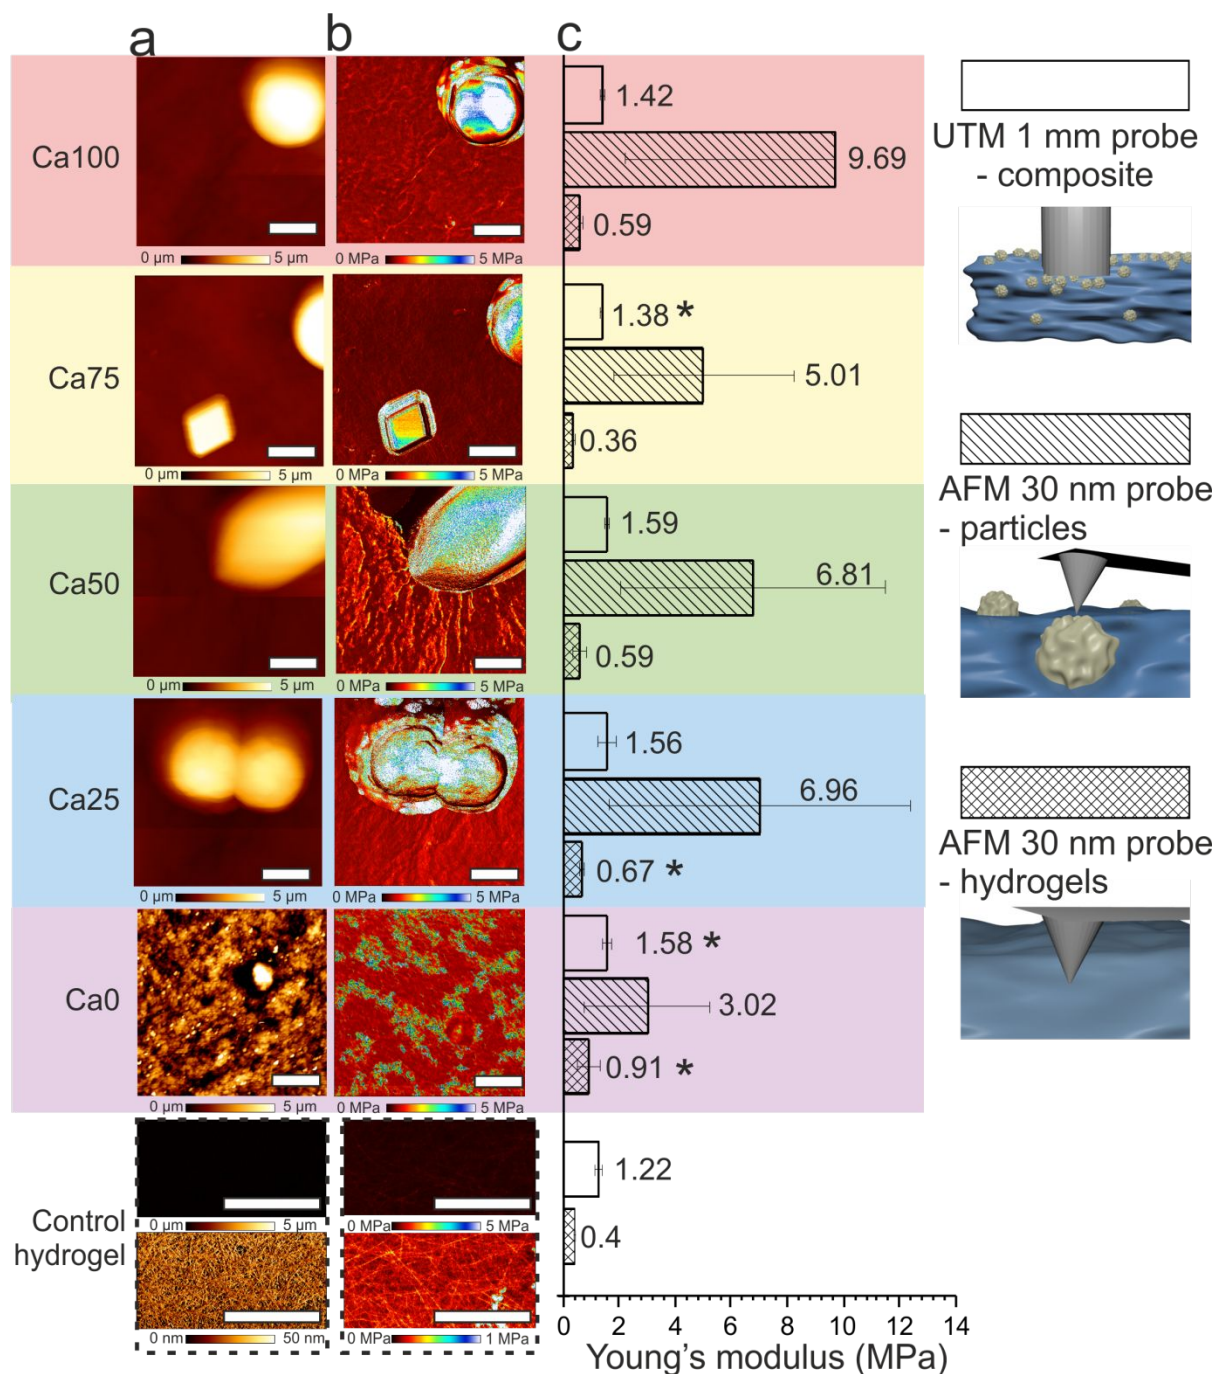 a b c
Ca100
0 µm 5 µm
0 MPa 5 MPa
1.42
9.69
0.59
Ca75
0 µm 5 µm
0 MPa 5 MPa
1.38 *
5.01
0.36
Ca50
0 µm 5 µm
0 MPa 5 MPa
1.59
6.81
0.59
Ca25
0 µm 5 µm
0 MPa 5 MPa
1.56
6.96
0.67 *
Ca0
0 µm 5 µm
0 MPa 5 MPa
1.58 *
3.02
0.91 *
Control
hydrogel
0 µm 5 µm
0 MPa 5 MPa
0 nm 50 nm
0 MPa 1 MPa
1.22
0.4
0 2 4 6 8 10 12 14
Young's modulus (MPa)
UTM 1 mm probe
- composite
AFM 30 nm probe
- particles
AFM 30 nm probe
- hydrogels